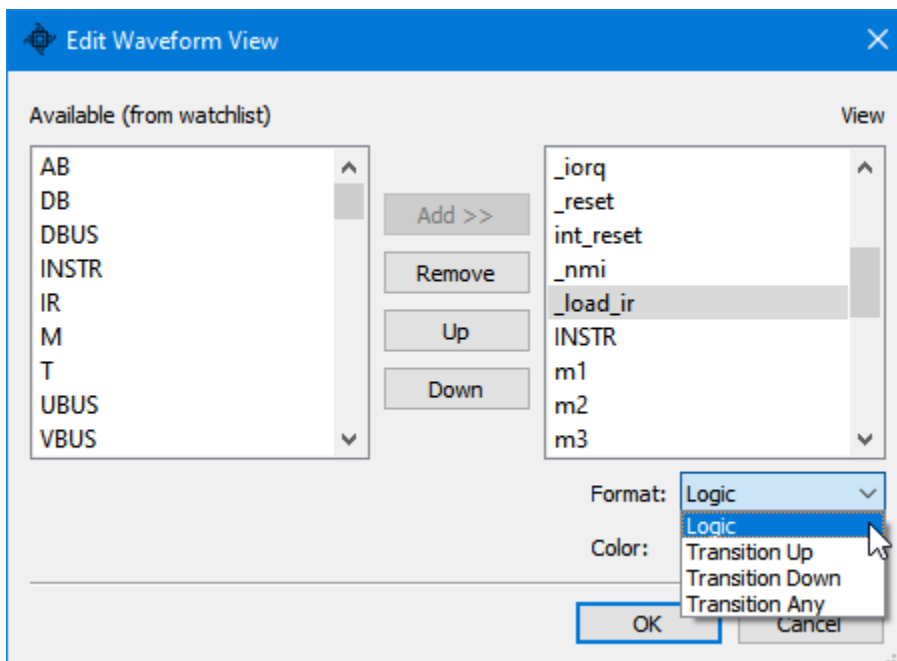 Edit Waveform View
Available (from watchlist)
View
AB
DB
DBUS
INSTR
IR
M
T
UBUS
VBUS
Add >>
Remove
Up
Down
_iorq
_reset
int_reset
_nmi
_load_ir
INSTR
m1
m2
m3
Format: Logic
Logic
Transition Up
Transition Down
Transition Any
Color:
OK
Cancel